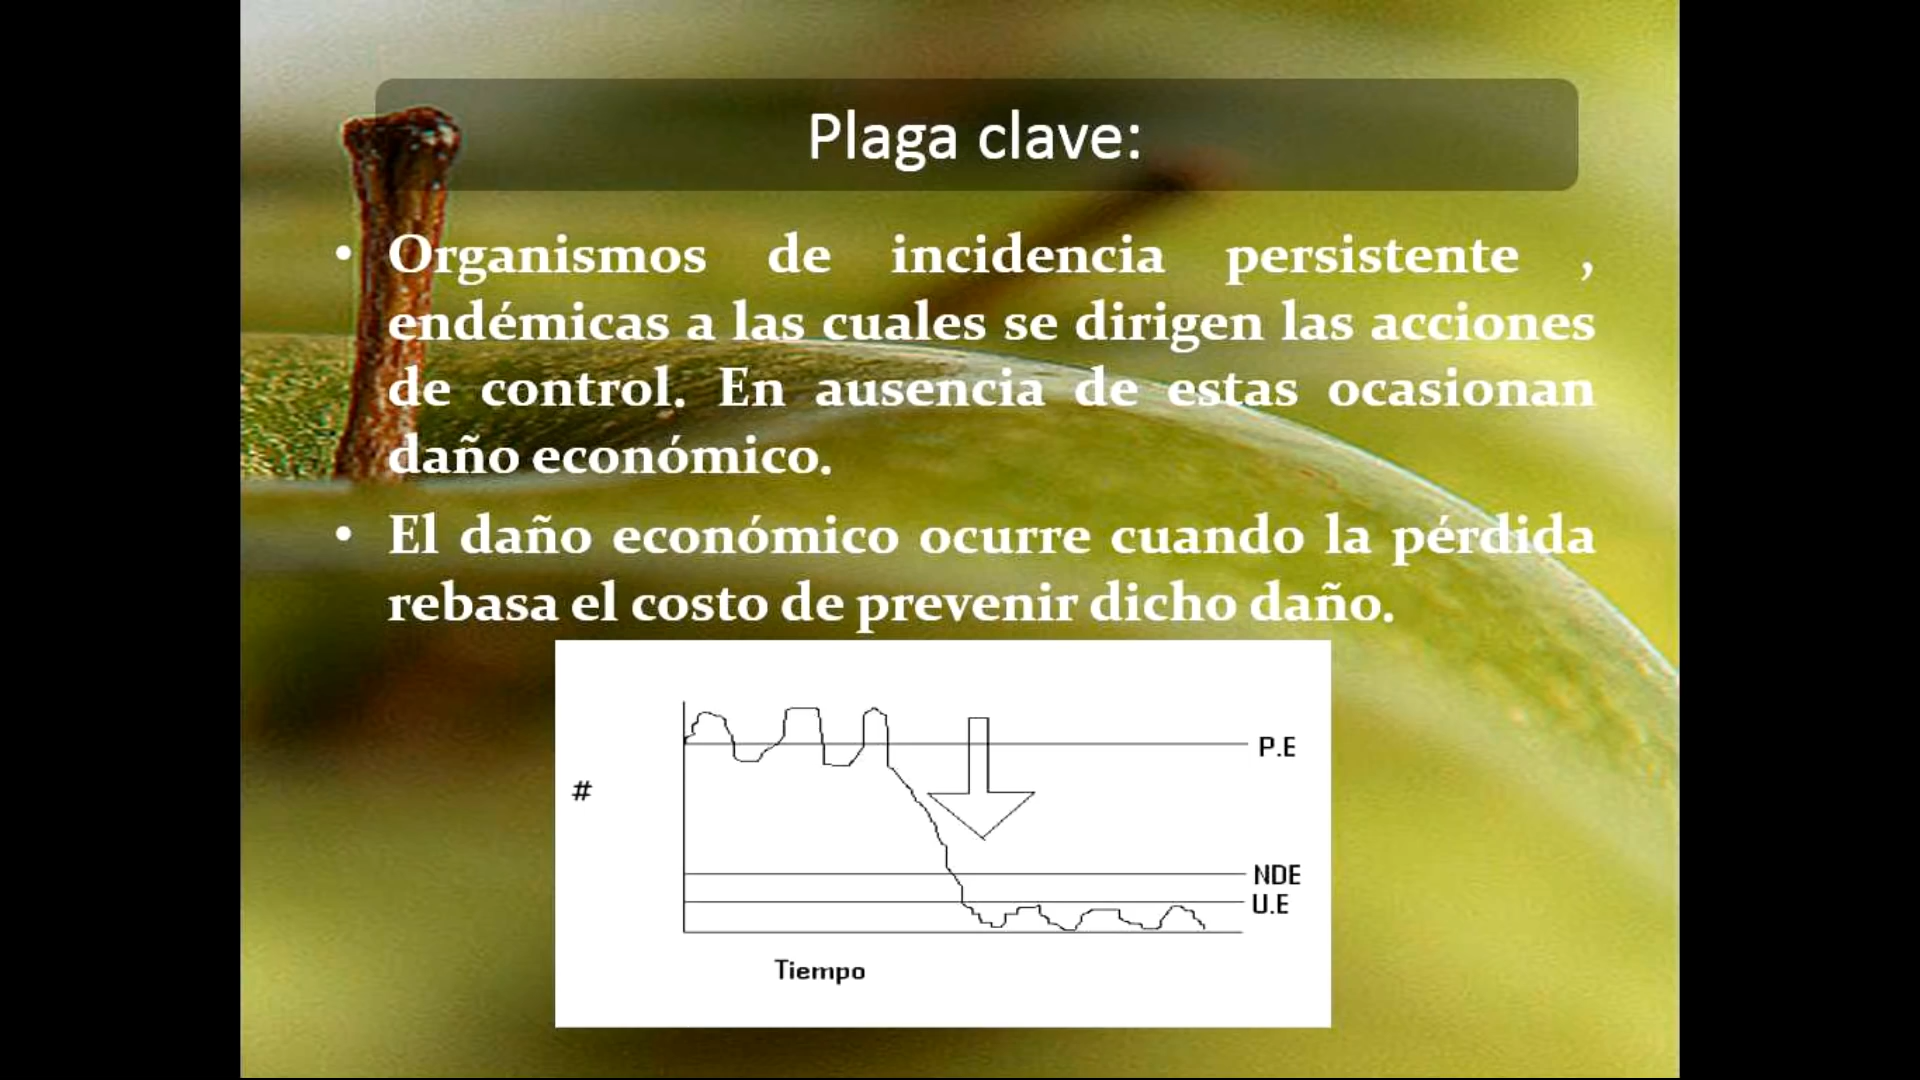 Plaga clave:
• Organismos de incidencia persistente ,
endémicas a las cuales se dirigen las acciones
de control. En ausencia de estas ocasionan
daño económico.
• El daño económico ocurre cuando la pérdida
rebasa el costo de prevenir dicho daño.
P.E
#
NDE
U.E
Tiempo